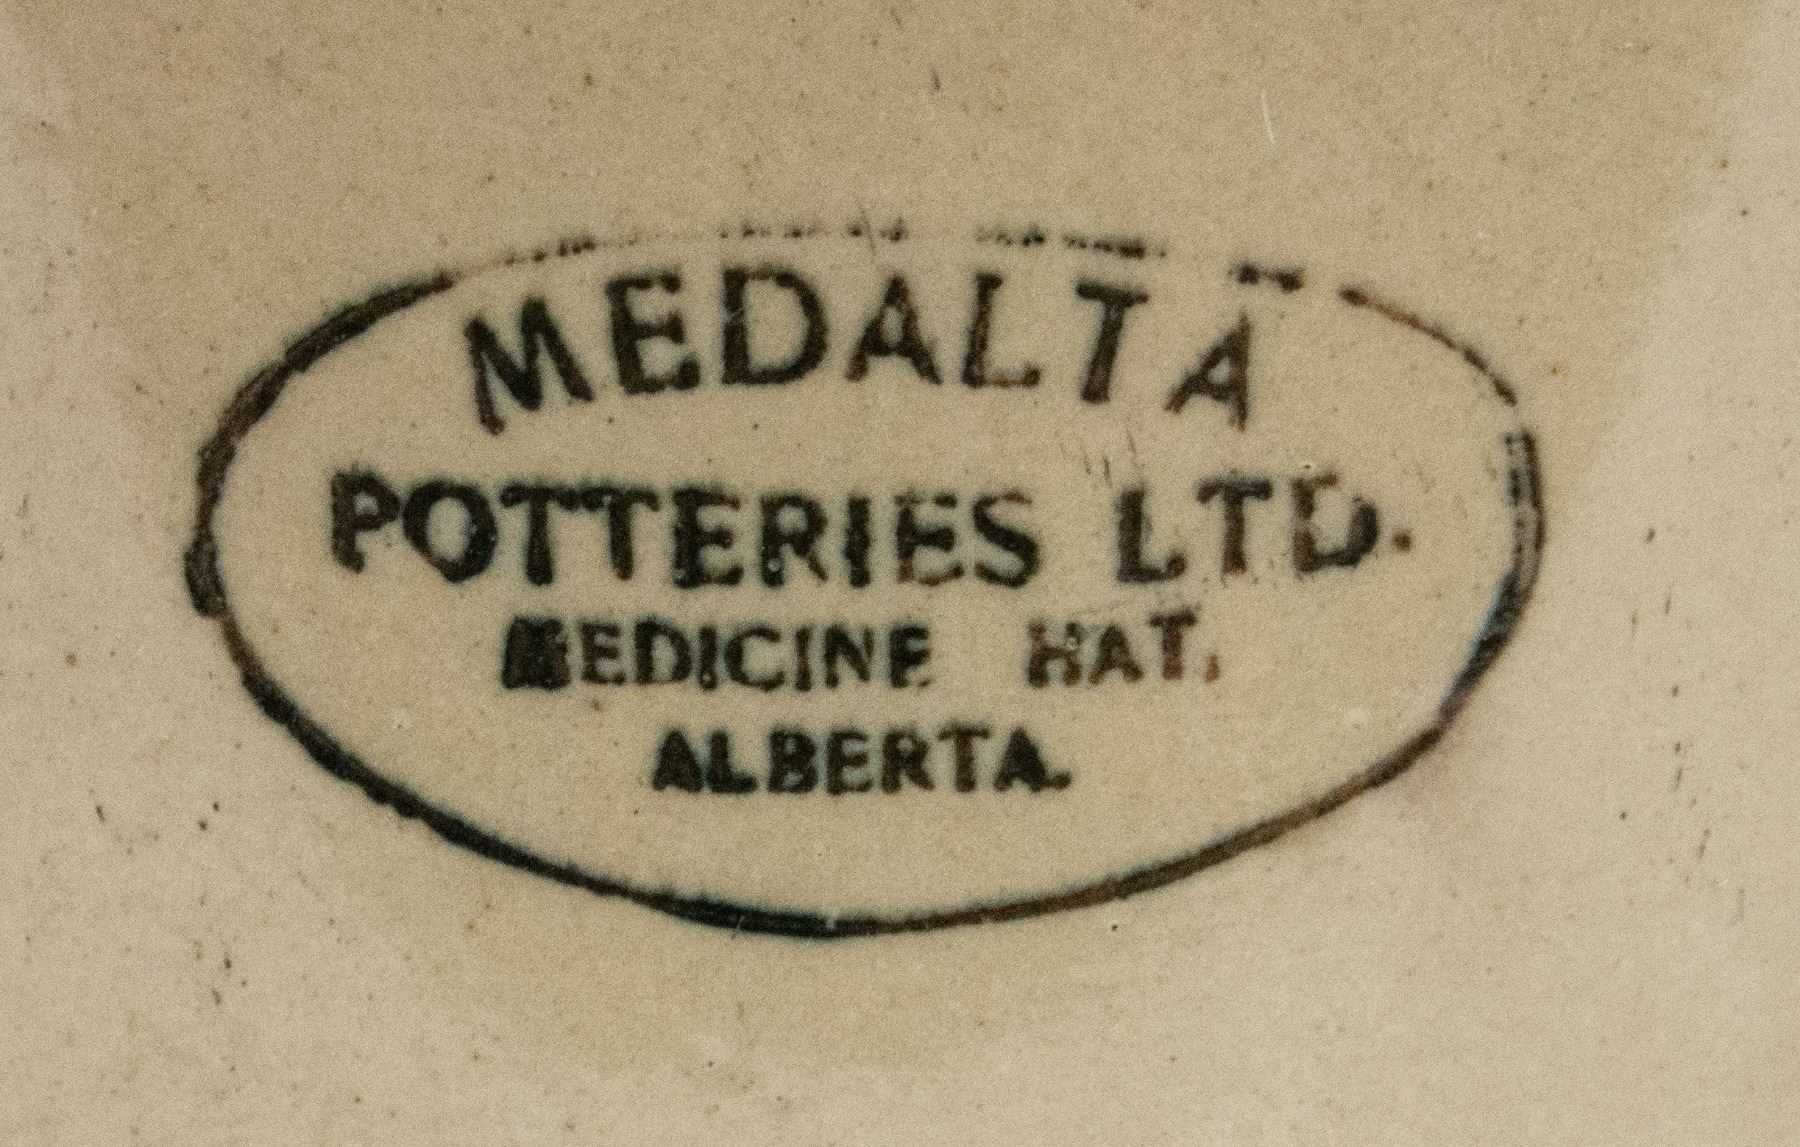 MEDALTA
POTTERIES LTD.
MEDICINE HAT.
ALBERTA.